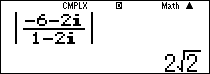 CMPLX D Math ▲
|(-6-2i)/(1-2i)|
2√2